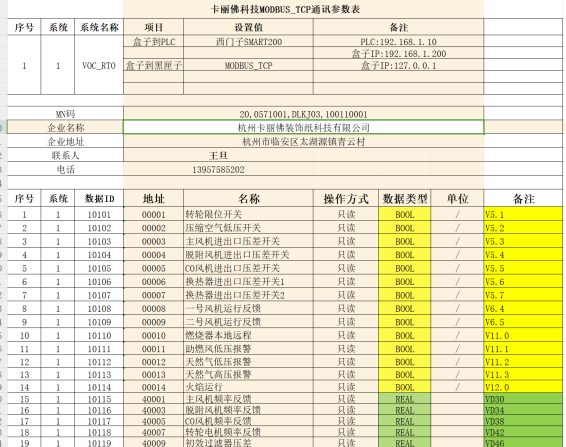 卡丽佛科技MODBUS_TCP通讯参数表
序号 系统 系统名称 项目 设置值 备注
盒子到PLC 西门子SMART200 PLC:192.168.1.10
盒子IP:192.168.1.200
1 1 VOC_RTO 盒子到黑匣子 MODBUS_TCP 盒子IP:127.0.0.1
MN码 20,0571001,DLKJ03,100110001
企业名称 杭州卡丽佛装饰纸科技有限公司
企业地址 杭州市临安区太湖源镇青云村
联系人 王旦
电话 13957585202
序号 系统 数据ID 地址 名称 操作方式 数据类型 单位 备注
1 1 10101 00001 转轮限位开关 只读 BOOL / V5.1
2 1 10102 00002 压缩空气低压开关 只读 BOOL / V5.2
3 1 10103 00003 主风机进出口压差开关 只读 BOOL / V5.3
4 1 10104 00004 脱附风机进出口压差开关 只读 BOOL / V5.4
5 1 10105 00005 CO风机进出口压差开关 只读 BOOL / V5.5
6 1 10106 00006 换热器进出口压差开关1 只读 BOOL / V5.6
7 1 10107 00007 换热器进出口压差开关2 只读 BOOL / V5.7
8 1 10108 00008 一号风机运行反馈 只读 BOOL / V6.4
9 1 10109 00009 二号风机运行反馈 只读 BOOL / V6.5
10 1 10110 00010 燃烧器本地远程 只读 BOOL / V11.0
11 1 10111 00011 助燃风低压报警 只读 BOOL / V11.1
12 1 10112 00012 天然气低压报警 只读 BOOL / V11.2
13 1 10113 00013 天然气高压报警 只读 BOOL / V11.3
14 1 10114 00014 火焰运行 只读 BOOL / V12.0
15 1 10115 40001 主风机频率反馈 只读 REAL VD30
16 1 10116 40003 脱附风机频率反馈 只读 REAL VD34
17 1 10117 40005 CO风机频率反馈 只读 REAL VD38
18 1 10118 40007 转轮电机频率反馈 只读 REAL VD42
19 1 10119 40009 初效过滤器压差 只读 REAL VD46